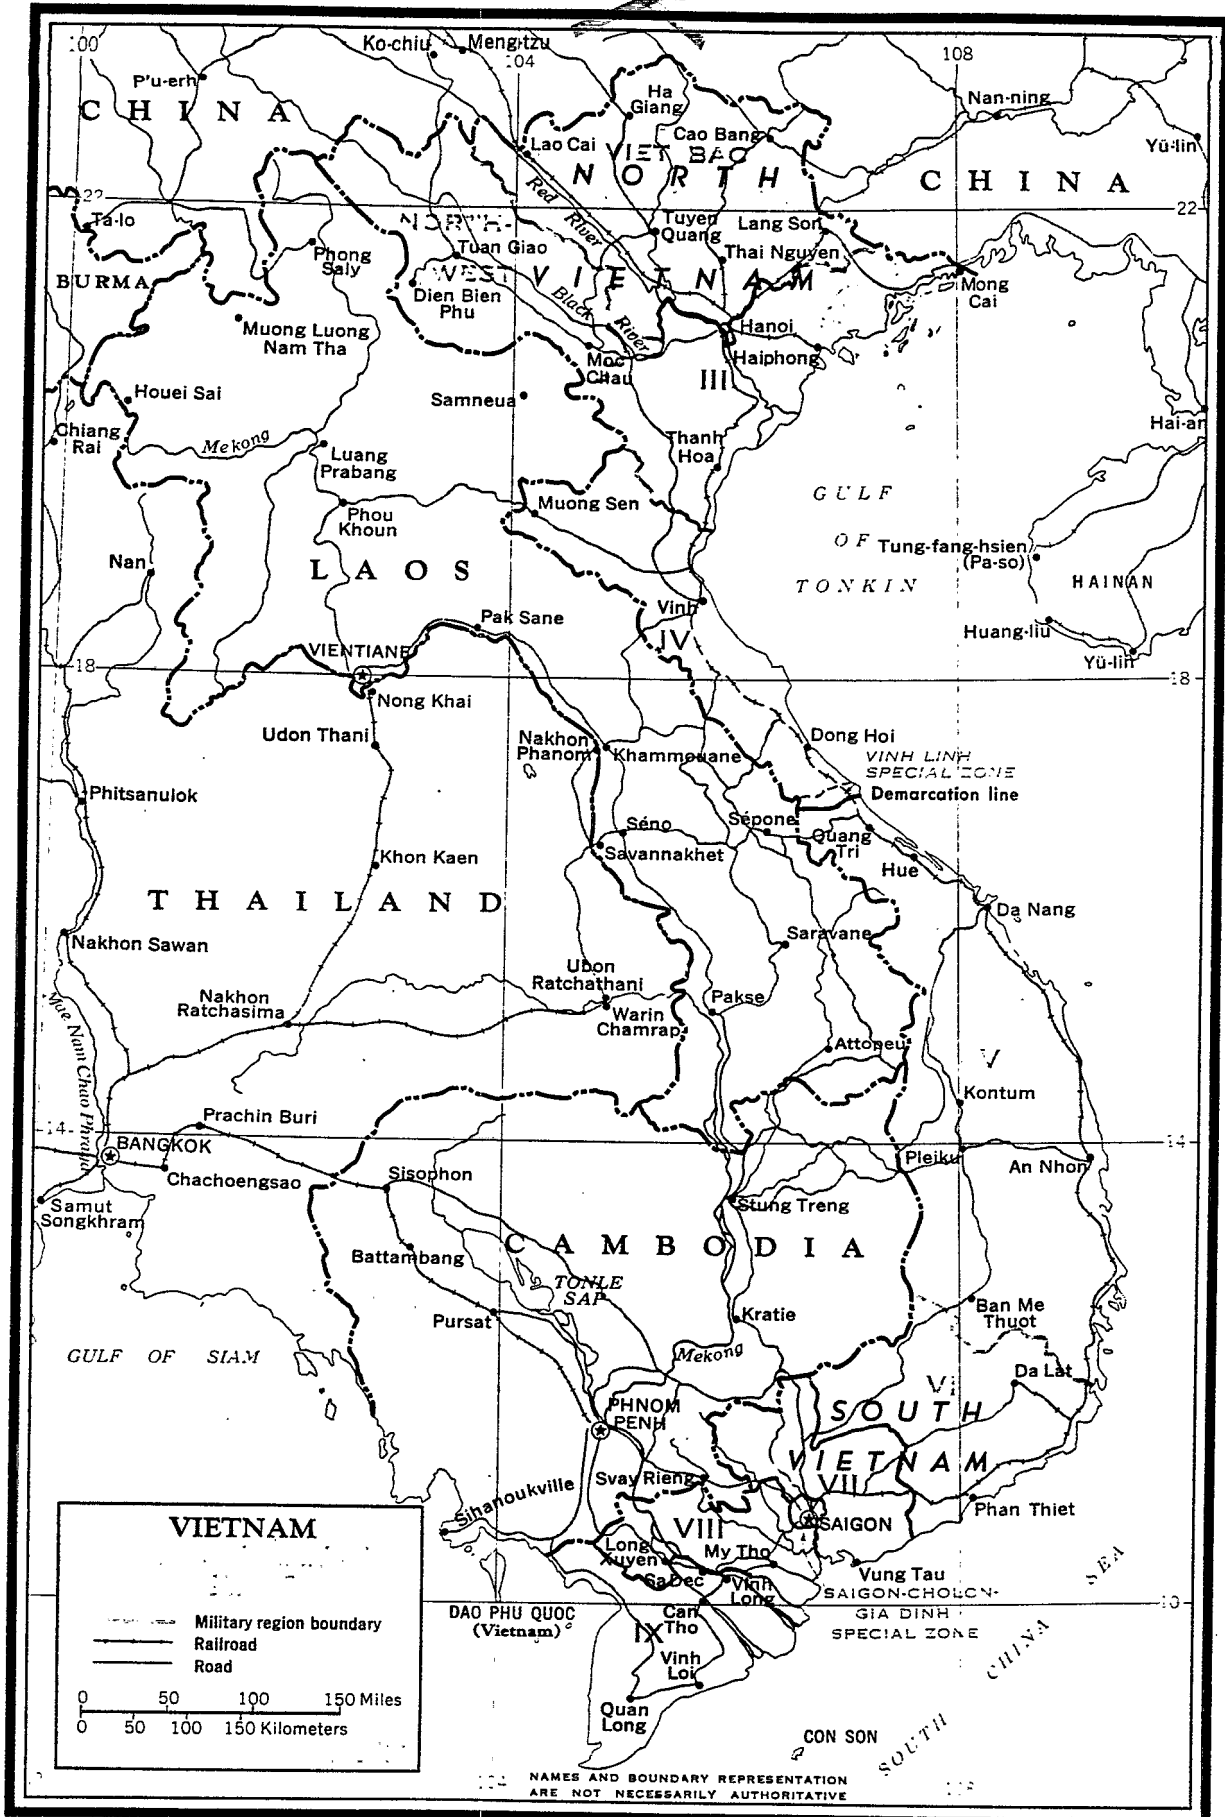 100
104
108
Ko-chiu
Meng-tzu
P'u-erh
CHINA
Ha
Giang
Nan-ning
Cao Bang
Lao Cai
VIET BAC
Yü-lin
NORTH
CHINA
Red River
22
22
Ta-lo
NORTH-
Tuyen
Quang
Lang Son
Tuan Giao
Thai Nguyen
Phong
Saly
BURMA
WEST
VIETNAM
Dien Bien
Phu
Black
River
Mong
Cai
Muong Luong
Nam Tha
Hanoi
Haiphong
Moc
Chau
III
Houei Sai
Samneua
Hai-an
Chiang
Rai
Mekong
Thanh
Hoa
Luang
Prabang
GULF
OF
TONKIN
Muong Sen
Phou
Khoun
Tung-fang-hsien
(Pa-so)
Nan
LAOS
HAINAN
Vinh
Pak Sane
Huang-liu
IV
VIENTIANE
Yü-lin
18
18
Nong Khai
Udon Thani
Nakhon
Phanom
Khammouane
Dong Hoi
VINH LINH
SPECIAL ZONE
Demarcation line
Phitsanulok
Séno
Sépone
Quang
Tri
Savannakhet
Khon Kaen
Hue
THAILAND
Da Nang
Nakhon Sawan
Saravane
Ubon
Ratchathani
Nakhon
Ratchasima
Pakse
Warin
Chamrap
Mae Nam Chao Phraya
Attopeu
V
Kontum
Prachin Buri
14
14
BANGKOK
Pleiku
An Nhon
Sisophon
Chachoengsao
Samut
Songkhram
Stung Treng
CAMBODIA
Battambang
TONLE
SAP
Ban Me
Thuot
Pursat
Kratie
Mekong
GULF OF SIAM
Da Lat
VI
PHNOM
PENH
SOUTH
VIETNAM
VII
Svay Rieng
Sihanoukville
Phan Thiet
VIII
SAIGON
Long
Xuyen
My Tho
Sa Dec
Vinh
Long
Vung Tau
SAIGON-CHOLON-
GIA DINH
SPECIAL ZONE
10
DAO PHU QUOC
(Vietnam)
Can
Tho
IX
Vinh
Loi
Quan
Long
CON SON
SOUTH CHINA SEA
VIETNAM
Military region boundary
Railroad
Road
0 50 100 150 Miles
0 50 100 150 Kilometers
104
108
NAMES AND BOUNDARY REPRESENTATION
ARE NOT NECESSARILY AUTHORITATIVE